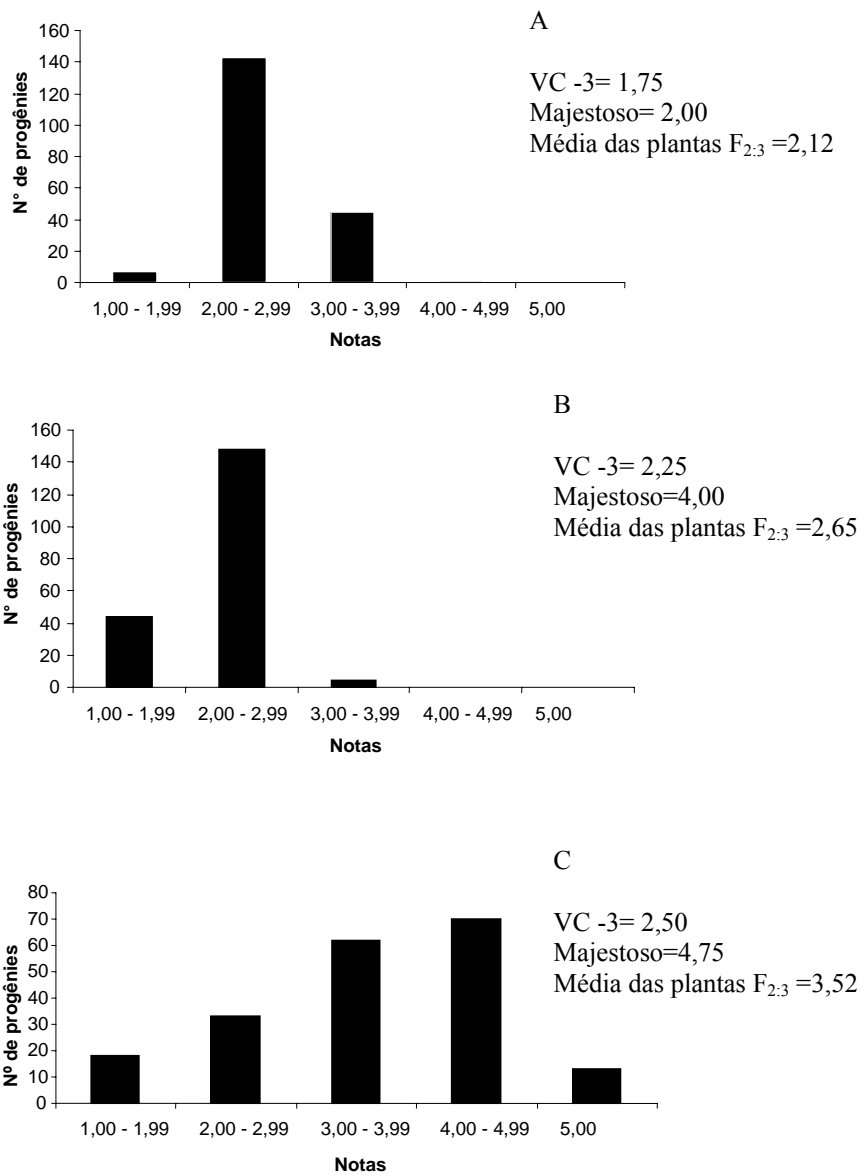 A
VC -3= 1,75
Majestoso= 2,00
Média das plantas F2:3 =2,12
N° de progênies
160
140
120
100
80
60
40
20
0
1,00 - 1,99 2,00 - 2,99 3,00 - 3,99 4,00 - 4,99 5,00
Notas
B
VC -3= 2,25
Majestoso=4,00
Média das plantas F2:3 =2,65
N° de progênies
160
140
120
100
80
60
40
20
0
1,00 - 1,99 2,00 - 2,99 3,00 - 3,99 4,00 - 4,99 5,00
Notas
C
VC -3= 2,50
Majestoso=4,75
Média das plantas F2:3 =3,52
Nº de progênies
80
70
60
50
40
30
20
10
0
1,00 - 1,99 2,00 - 2,99 3,00 - 3,99 4,00 - 4,99 5,00
Notas